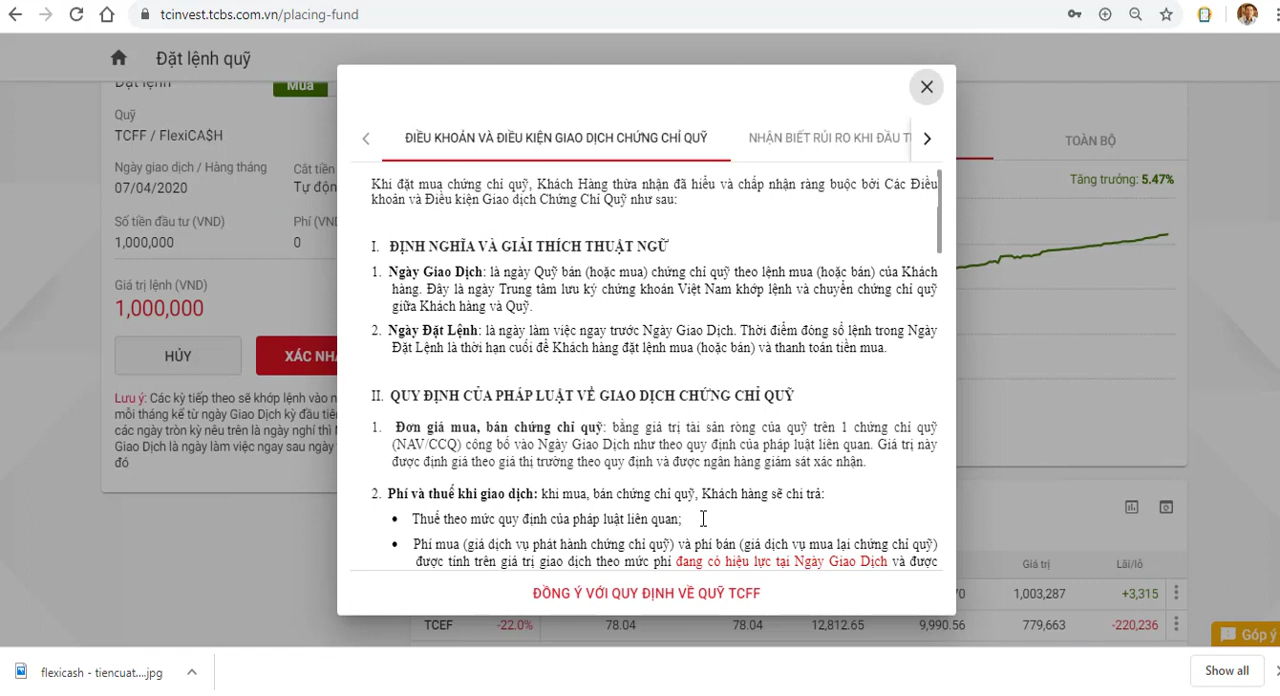 tcinvest.tcbs.com.vn/placing-fund
Đặt lệnh quỹ
Đặt lệnh
Mua
Quỹ
TCFF / FlexiCA$H
Ngày giao dịch / Hàng tháng
Cắt tiền
07/04/2020
Tự động
Số tiền đầu tư (VND)
Phí (VND
1,000,000
0
Giá trị lệnh (VND)
1,000,000
HỦY
XÁC NH
Lưu ý: Các kỳ tiếp theo sẽ khớp lệnh vào n
mỗi tháng kể từ ngày Giao Dịch kỳ đầu tiê
các ngày tròn kỳ nêu trên là ngày nghỉ thì
Giao Dịch là ngày làm việc ngay sau ngày
đó
ĐIỀU KHOẢN VÀ ĐIỀU KIỆN GIAO DỊCH CHỨNG CHỈ QUỸ
NHẬN BIẾT RỦI RO KHI ĐẦU T
Khi đặt mua chứng chỉ quỹ, Khách Hàng thừa nhận đã hiểu và chấp nhận ràng buộc bởi Các Điều
khoản và Điều kiện Giao dịch Chứng Chỉ Quỹ như sau:
I. ĐỊNH NGHĨA VÀ GIẢI THÍCH THUẬT NGỮ
1. Ngày Giao Dịch: là ngày Quỹ bán (hoặc mua) chứng chỉ quỹ theo lệnh mua (hoặc bán) của Khách
hàng. Đây là ngày Trung tâm lưu ký chứng khoán Việt Nam khớp lệnh và chuyển chứng chỉ quỹ
giữa Khách hàng và Quỹ.
2. Ngày Đặt Lệnh: là ngày làm việc ngay trước Ngày Giao Dịch. Thời điểm đóng sổ lệnh trong Ngày
Đặt Lệnh là thời hạn cuối để Khách hàng đặt lệnh mua (hoặc bán) và thanh toán tiền mua.
II. QUY ĐỊNH CỦA PHÁP LUẬT VỀ GIAO DỊCH CHỨNG CHỈ QUỸ
1. Đơn giá mua, bán chứng chỉ quỹ: bằng giá trị tài sản ròng của quỹ trên 1 chứng chỉ quỹ
(NAV/CCQ) công bố vào Ngày Giao Dịch như theo quy định của pháp luật liên quan. Giá trị này
được định giá theo giá thị trường theo quy định và được ngân hàng giám sát xác nhận.
2. Phí và thuế khi giao dịch: khi mua, bán chứng chỉ quỹ, Khách hàng sẽ chi trả:
• Thuế theo mức quy định của pháp luật liên quan;
• Phí mua (giá dịch vụ phát hành chứng chỉ quỹ) và phí bán (giá dịch vụ mua lại chứng chỉ quỹ)
được tính trên giá trị giao dịch theo mức phí đang có hiệu lực tại Ngày Giao Dịch và được
ĐỒNG Ý VỚI QUY ĐỊNH VỀ QUỸ TCFF
TOÀN BỘ
Tăng trưởng: 5.47%
Giá trị
Lãi/lỗ
70
1,003,287
+3,315
TCEF
-22.0%
78.04
78.04
12,812.65
9,990.56
779,663
-220,236
Góp ý
flexicash - tiencuat....jpg
Show all